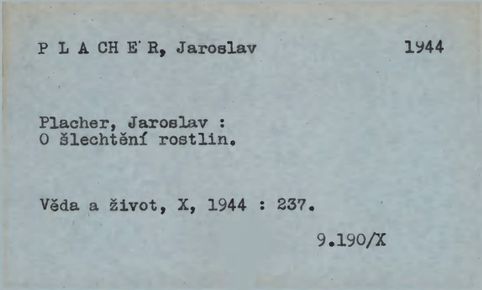 P L A CH E R, Jaroslav 1944
Placher, Jaroslav :
O šlechtění rostlin.
Věda a život, X, 1944 : 237.
9.190/X